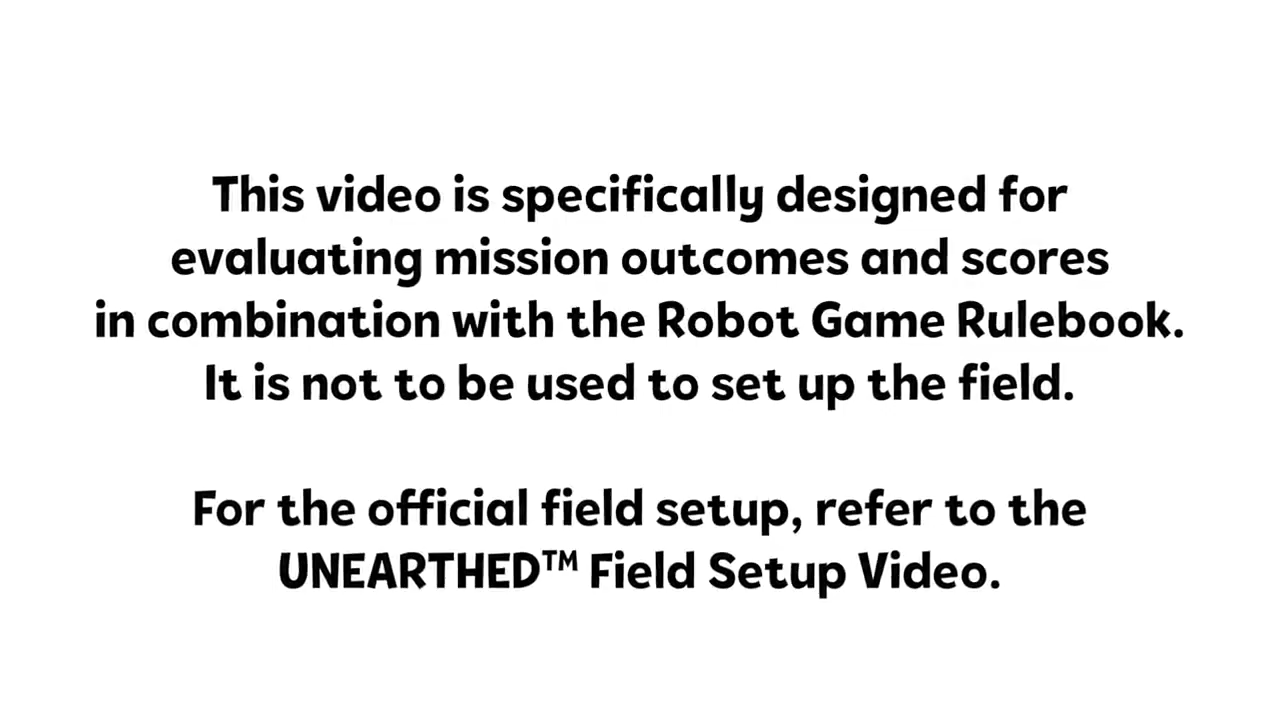 This video is specifically designed for
evaluating mission outcomes and scores
in combination with the Robot Game Rulebook.
It is not to be used to set up the field.
For the official field setup, refer to the
UNEARTHED™ Field Setup Video.